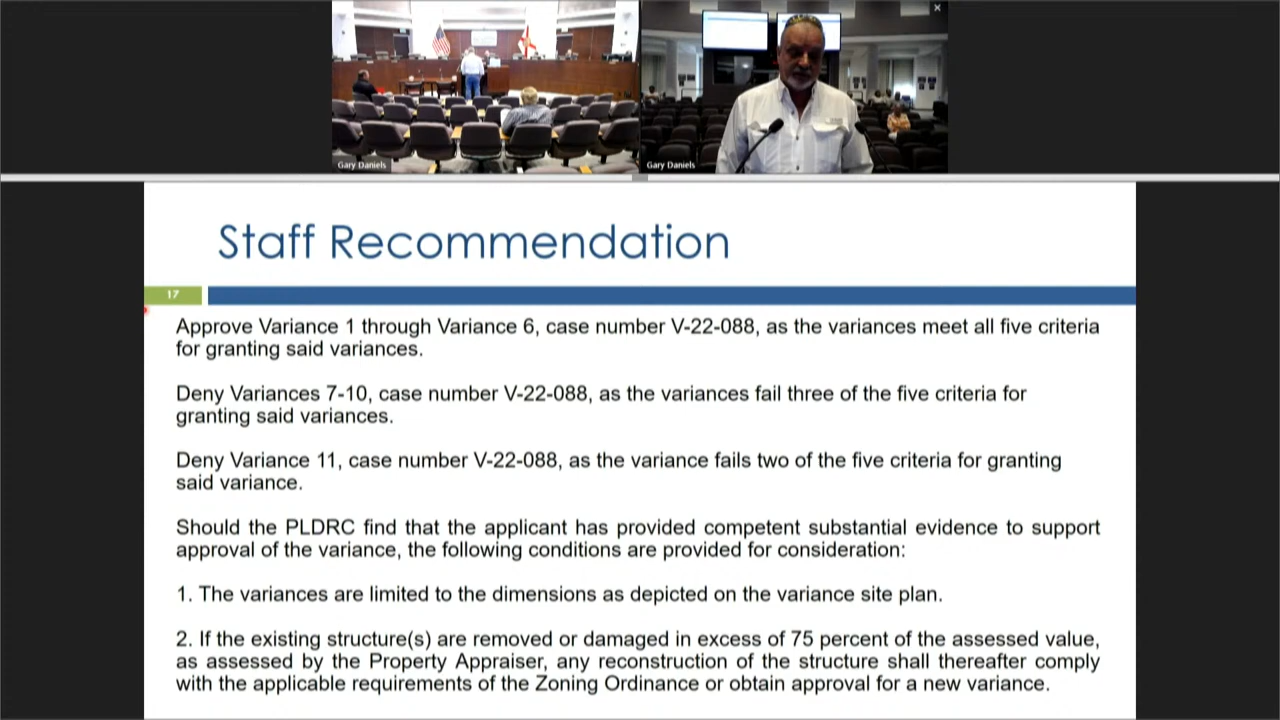 Gary Daniels
Gary Daniels
Staff Recommendation
17
Approve Variance 1 through Variance 6, case number V-22-088, as the variances meet all five criteria
for granting said variances.
Deny Variances 7-10, case number V-22-088, as the variances fail three of the five criteria for
granting said variances.
Deny Variance 11, case number V-22-088, as the variance fails two of the five criteria for granting
said variance.
Should the PLDRC find that the applicant has provided competent substantial evidence to support
approval of the variance, the following conditions are provided for consideration:
1. The variances are limited to the dimensions as depicted on the variance site plan.
2. If the existing structure(s) are removed or damaged in excess of 75 percent of the assessed value,
as assessed by the Property Appraiser, any reconstruction of the structure shall thereafter comply
with the applicable requirements of the Zoning Ordinance or obtain approval for a new variance.